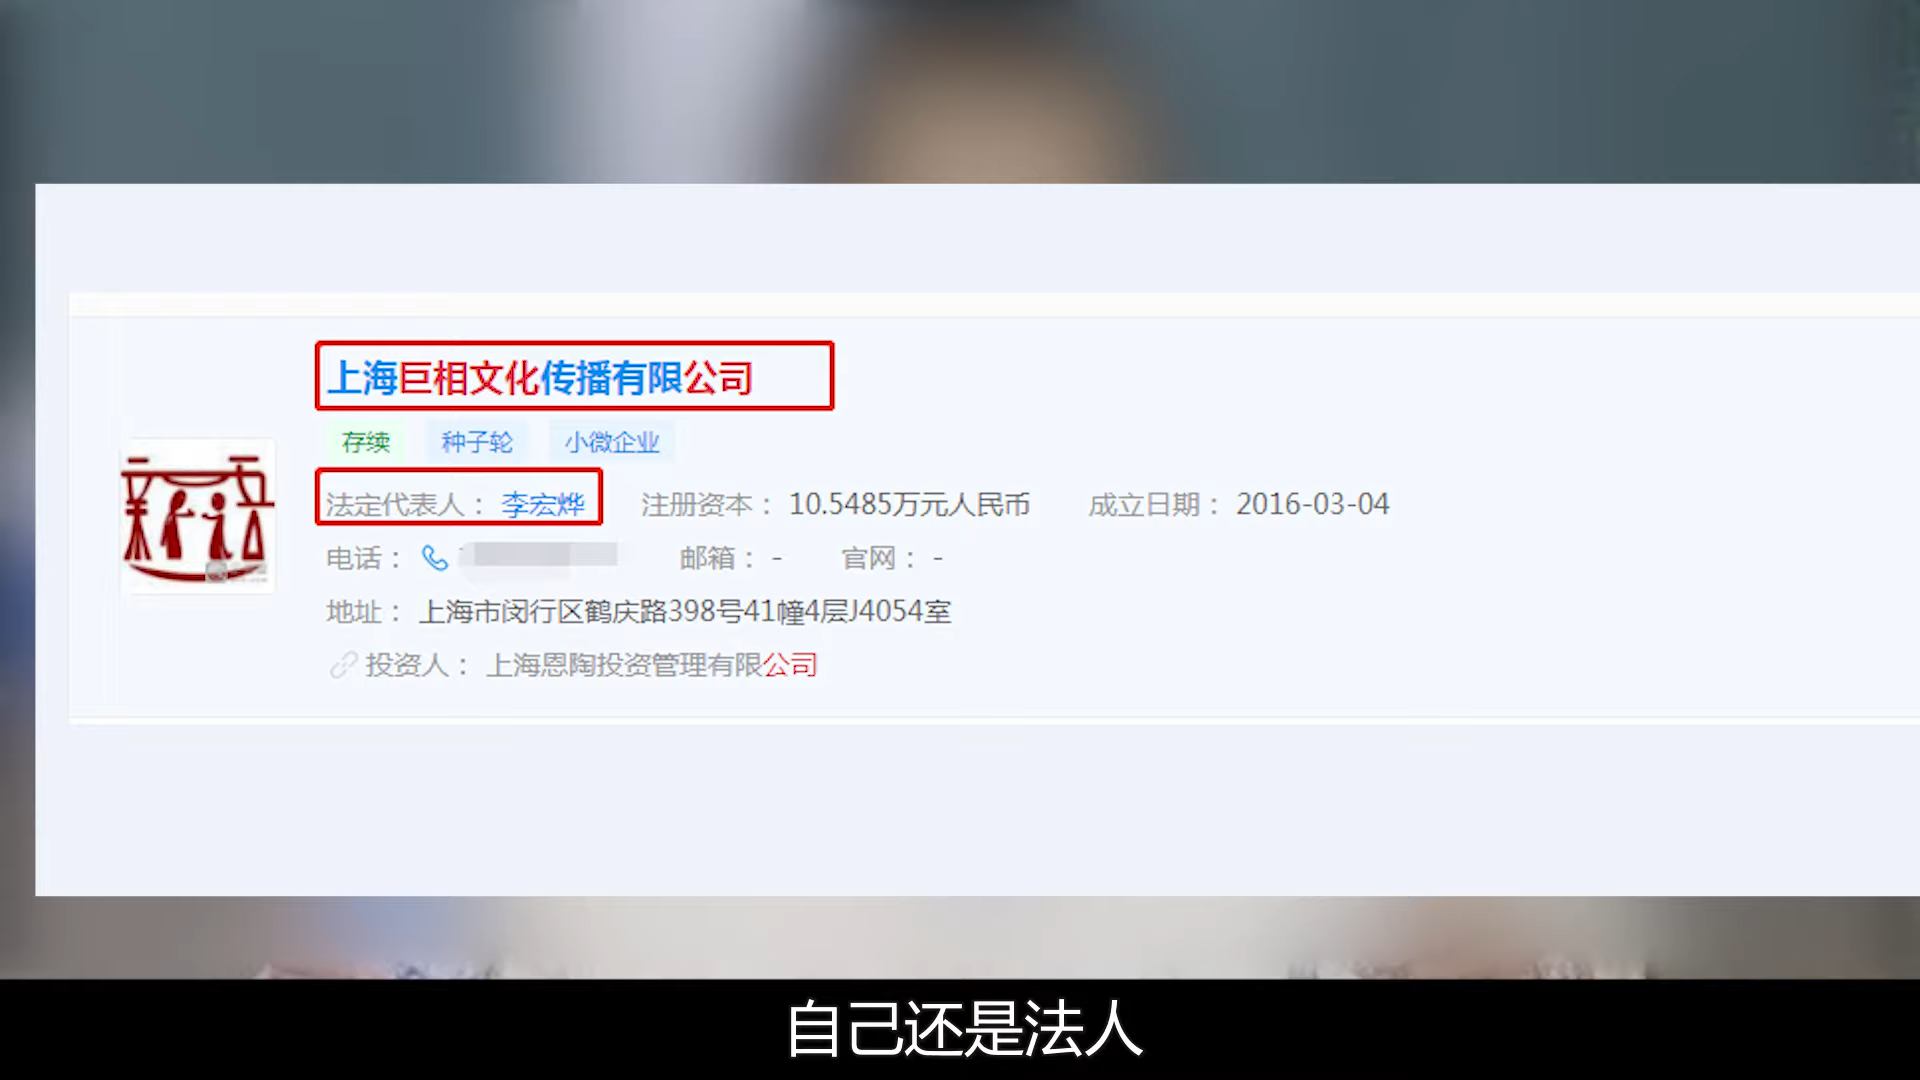 上海巨相文化传播有限公司
存续 种子轮 小微企业
法定代表人： 李宏烨 注册资本： 10.5485万元人民币 成立日期： 2016-03-04
电话： 邮箱： - 官网： -
地址： 上海市闵行区鹤庆路398号41幢4层J4054室
投资人： 上海恩陶投资管理有限公司
自己还是法人